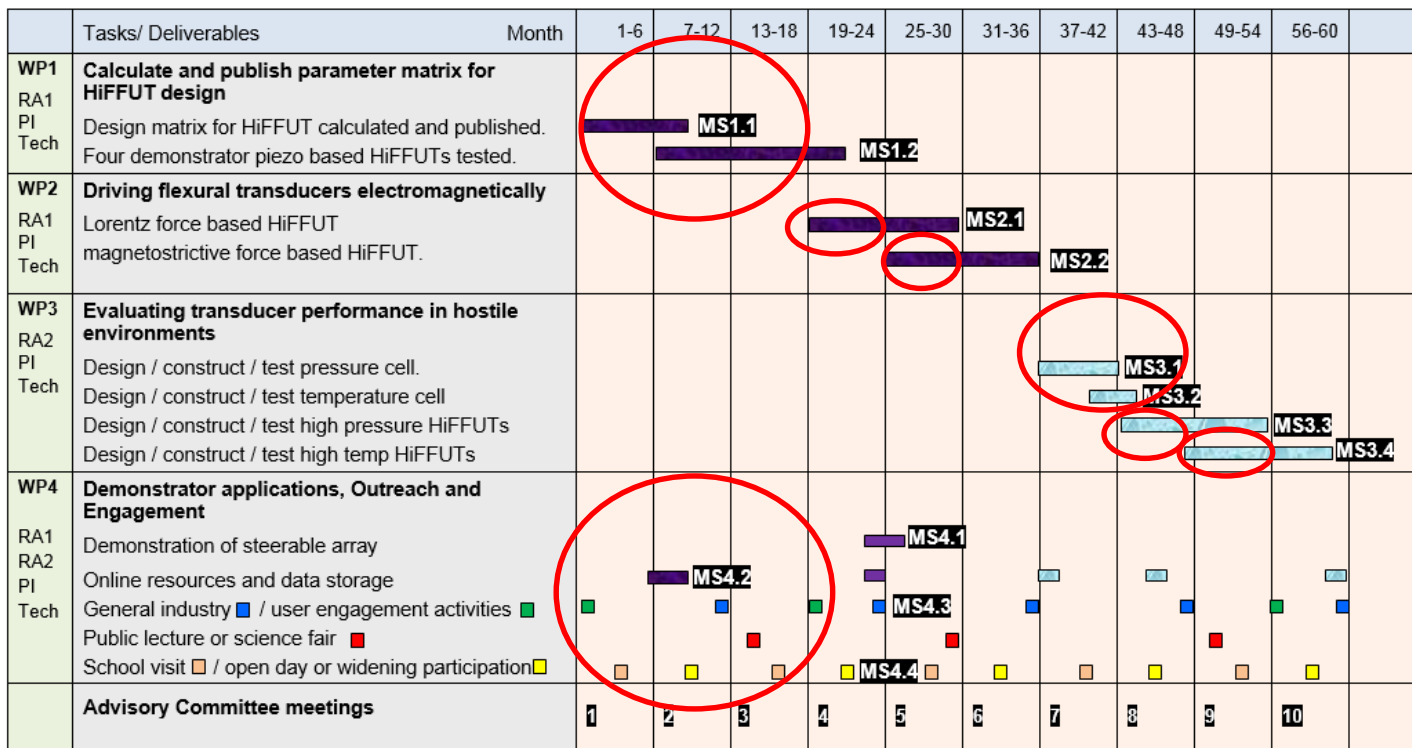 Tasks/ Deliverables Month 1-6 7-12 13-18 19-24 25-30 31-36 37-42 43-48 49-54 56-60
WP1 Calculate and publish parameter matrix for
HiFFUT design
RA1
PI
Tech
Design matrix for HiFFUT calculated and published. MS1.1
Four demonstrator piezo based HiFFUTs tested. MS1.2
WP2 Driving flexural transducers electromagnetically
RA1
PI
Tech
Lorentz force based HiFFUT MS2.1
magnetostrictive force based HiFFUT. MS2.2
WP3 Evaluating transducer performance in hostile
environments
RA2
PI
Tech
Design / construct / test pressure cell. MS3.1
Design / construct / test temperature cell MS3.2
Design / construct / test high pressure HiFFUTs MS3.3
Design / construct / test high temp HiFFUTs MS3.4
WP4 Demonstrator applications, Outreach and
Engagement
RA1
RA2
PI
Tech
Demonstration of steerable array MS4.1
Online resources and data storage MS4.2
General industry / user engagement activities MS4.3
Public lecture or science fair
School visit / open day or widening participation MS4.4
Advisory Committee meetings 1 2 3 4 5 6 7 8 9 10